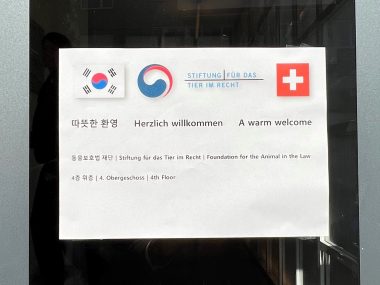 STIFTUNG | FÜR DAS
TIER IM RECHT
따뜻한 환영 Herzlich willkommen A warm welcome
동물보호법 재단 | Stiftung für das Tier im Recht | Foundation for the Animal in the Law
4층 위층 | 4. Obergeschoss | 4th Floor